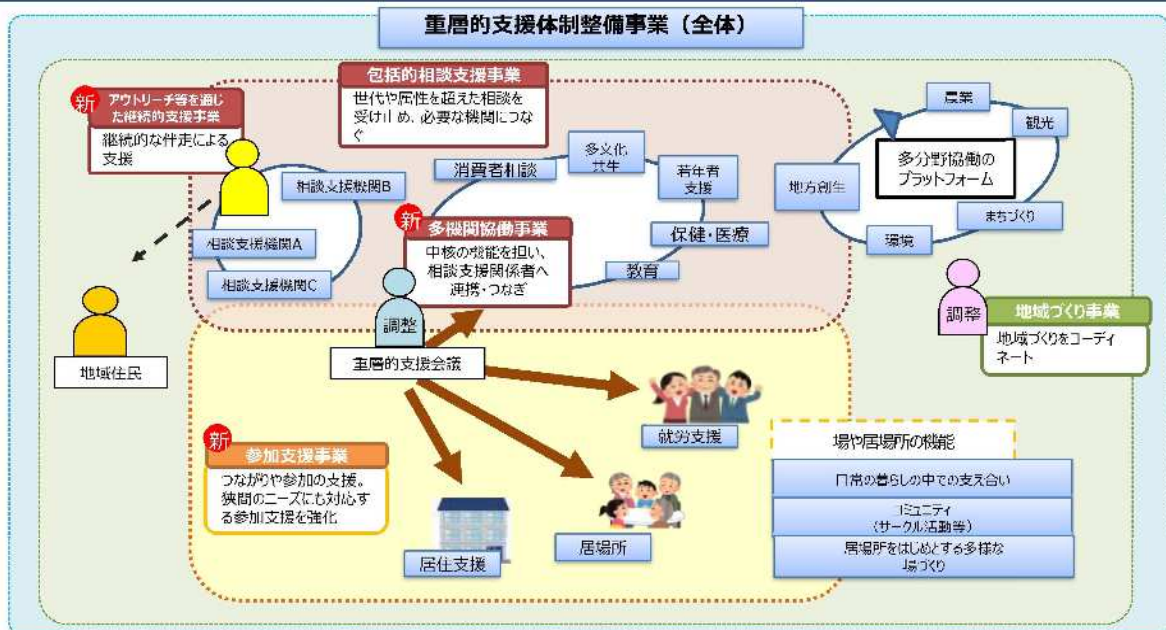 重層的支援体制整備事業（全体）
新
アウトリーチ等を通じ
た継続的支援事業
継続的な伴走による
支援
包括的相談支援事業
世代や属性を超えた相談を
受け止め、必要な機関につな
ぐ
相談支援機関B
相談支援機関A
相談支援機関C
消費者相談
多文化
共生
若年者
支援
保健・医療
教育
新
多機関協働事業
中核の機能を担い、
相談支援関係者へ
連携・つなぎ
農業
観光
多分野協働の
プラットフォーム
地方創生
まちづくり
環境
調整
重層的支援会議
地域住民
調整
地域づくり事業
地域づくりをコーディ
ネート
新
参加支援事業
つながりや参加の支援。
狭間のニーズにも対応す
る参加支援を強化
就労支援
居場所
居住支援
場や居場所の機能
日常の暮らしの中での支え合い
コミュニティ
（サークル活動等）
居場所をはじめとする多様な
場づくり